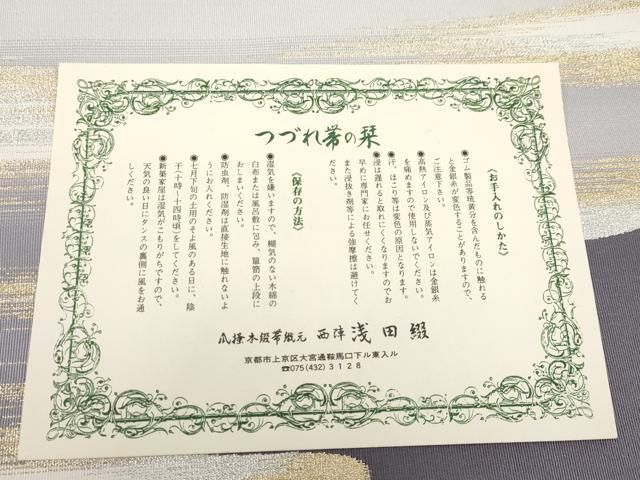 つづれ帯の栞
〈お手入れのしかた〉
●ゴム製品等硫黄分を含んだものに触れる
と金銀糸が変色することがありますので、
ご注意下さい。
●高熱アイロン及び蒸気アイロンは金銀糸
を痛めますので使用しないでください。
●汗、ほこり等は変色の原因となります。
●浸は遅れると取れにくくなりますのでお
早めに専門家にお任せください。
また浸抜き剤等による強摩擦は避けてく
ださい。
〈保存の方法〉
●湿気を嫌いますので、糊気のない木綿の
白布または風呂敷に包み、箪笥の上段に
おしまいください。
●防虫剤、防湿剤は直接生地に触れないよ
うにお入れください。
●七月下旬の土用のそよ風のある日に、陰
干(十時〜十四時頃)をしてください。
●新築家屋は湿気がこもりがちですので、
天気の良い日にタンスの裏側に風をお通
しください。
爪掻本綴帯織元 西陣 浅田綴
京都市上京区大宮通鞍馬口下ル東入ル
☎075(432)3128